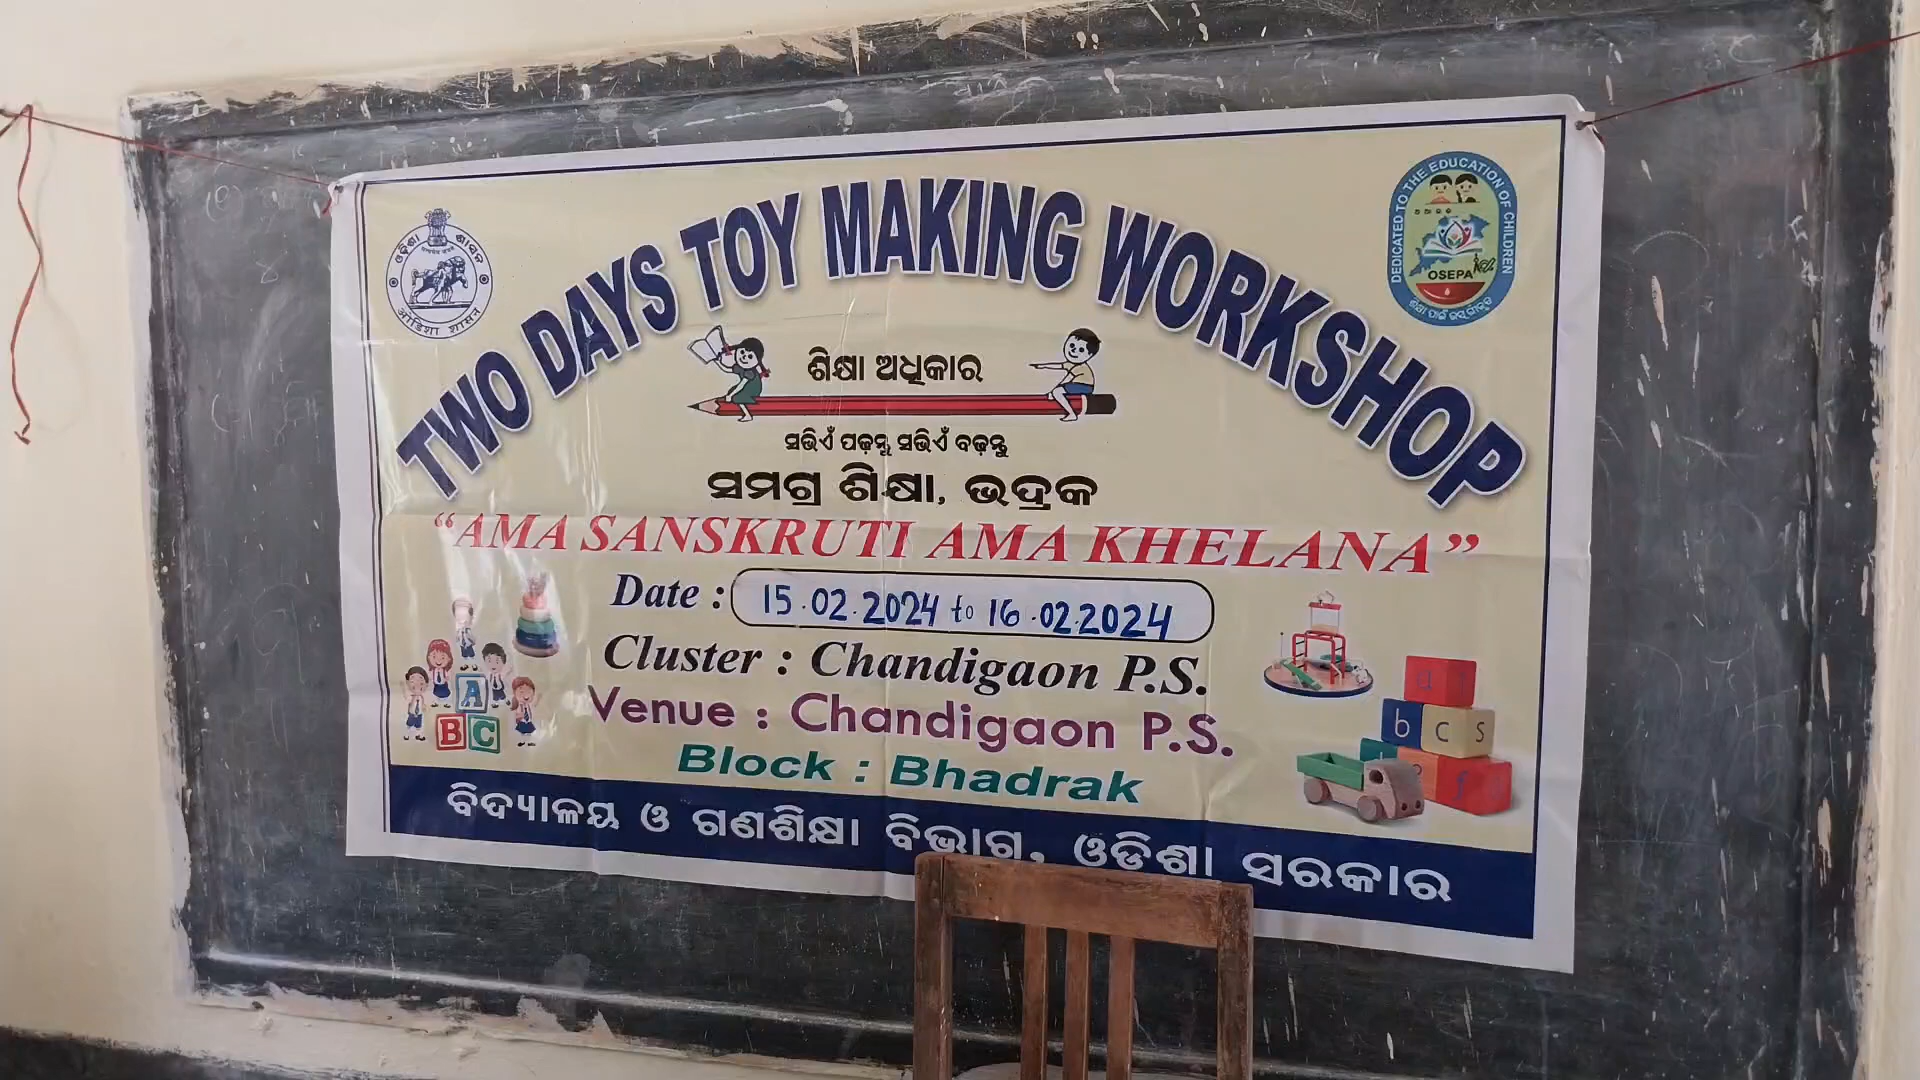 TWO DAYS TOY MAKING WORKSHOP
ଓଡ଼ିଶା ଶାସନ
ओडिशा शासन
DEDICATED TO THE EDUCATION OF CHILDREN
OSEPA
ଶିକ୍ଷା ଅଧିକାର
ସଭିଏଁ ପଢ଼ନ୍ତୁ ସଭିଏଁ ବଢ଼ନ୍ତୁ
ସମଗ୍ର ଶିକ୍ଷା, ଭଦ୍ରକ
“AMA SANSKRUTI AMA KHELANA”
Date : 15.02.2024 to 16.02.2024
Cluster : Chandigaon P.S.
Venue : Chandigaon P.S.
Block : Bhadrak
A
B C
b c s
ବିଦ୍ୟାଳୟ ଓ ଗଣଶିକ୍ଷା ବିଭାଗ, ଓଡିଶା ସରକାର